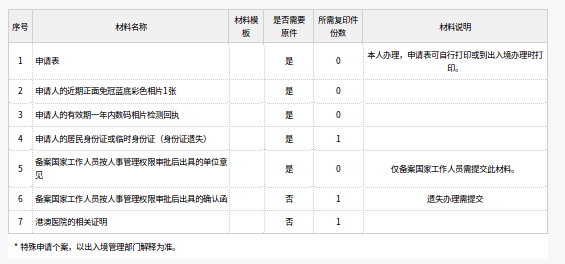 序号 材料名称 材料模板 是否需要原件 所需复印件份数 材料说明
1 申请表 是 0 本人办理，申请表可自行打印或到出入境办理时打印。
2 申请人的近期正面免冠蓝底彩色相片1张 是 0
3 申请人的有效期一年内数码相片检测回执 是 0
4 申请人的居民身份证或临时身份证（身份证遗失） 是 1
5 备案国家工作人员按人事管理权限审批后出具的单位意见 是 0 仅备案国家工作人员需提交此材料。
6 备案国家工作人员按人事管理权限审批后出具的确认函 否 1 遗失办理需提交
7 港澳医院的相关证明 否 1
* 特殊申请个案，以出入境管理部门解释为准。